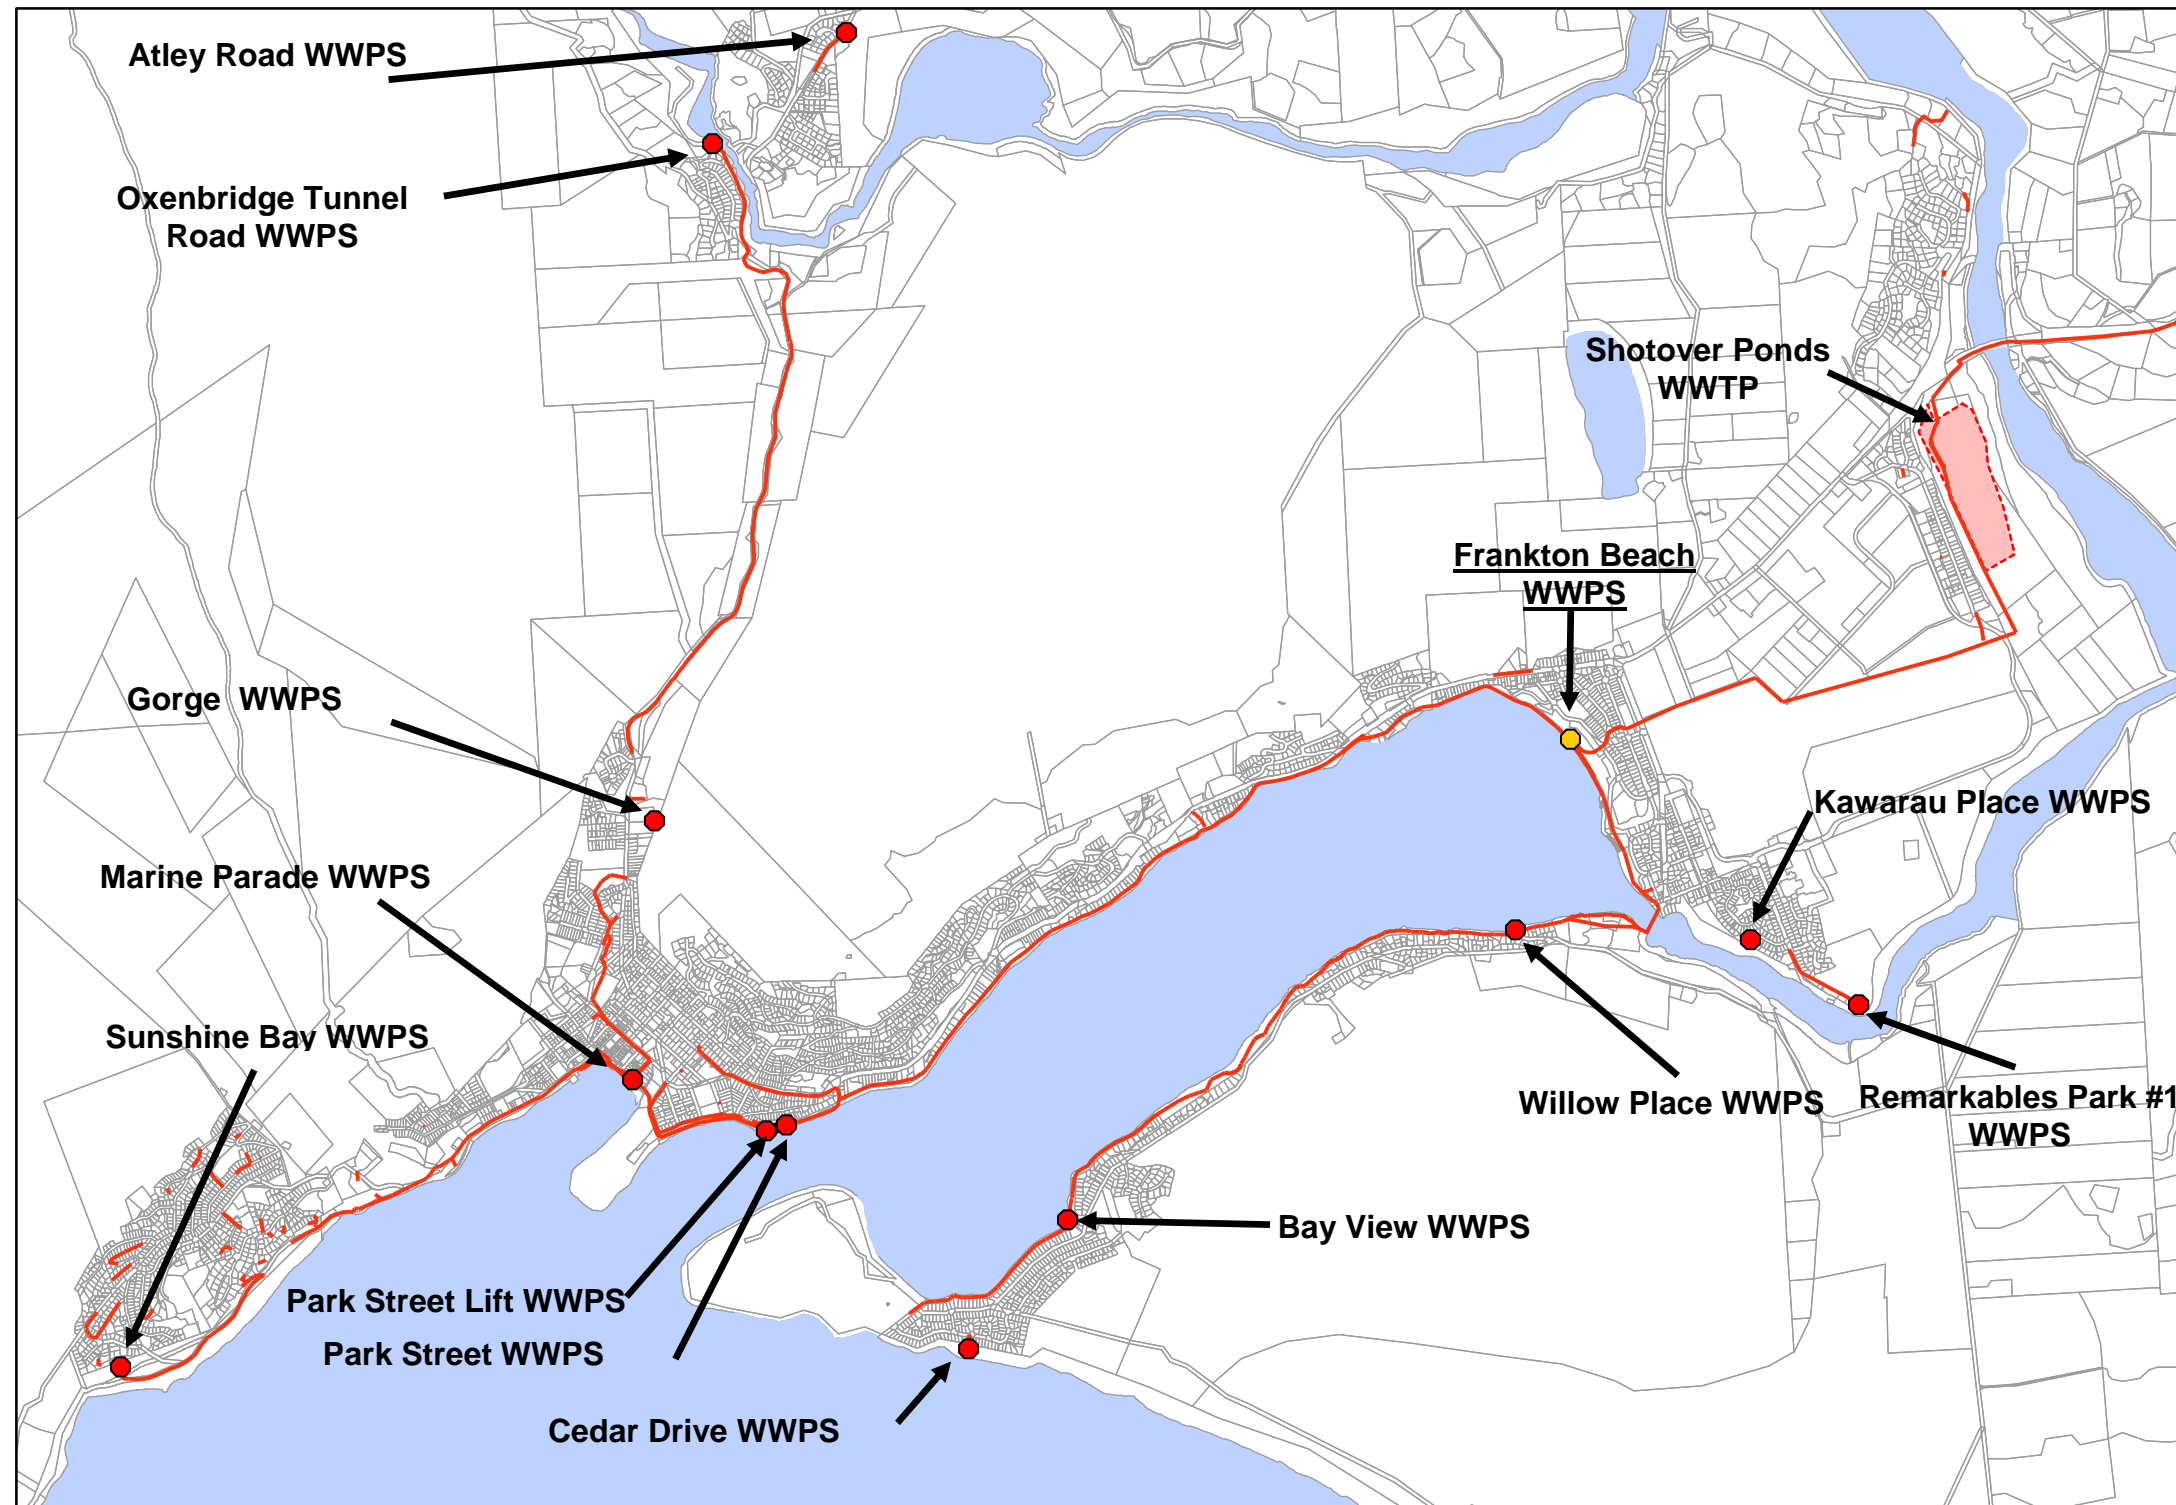 Atley Road WWPS
Oxenbridge Tunnel
Road WWPS
Shotover Ponds
WWTP
Frankton Beach
WWPS
Gorge WWPS
Kawarau Place WWPS
Marine Parade WWPS
Sunshine Bay WWPS
Willow Place WWPS
Remarkables Park #1
WWPS
Bay View WWPS
Park Street Lift WWPS
Park Street WWPS
Cedar Drive WWPS